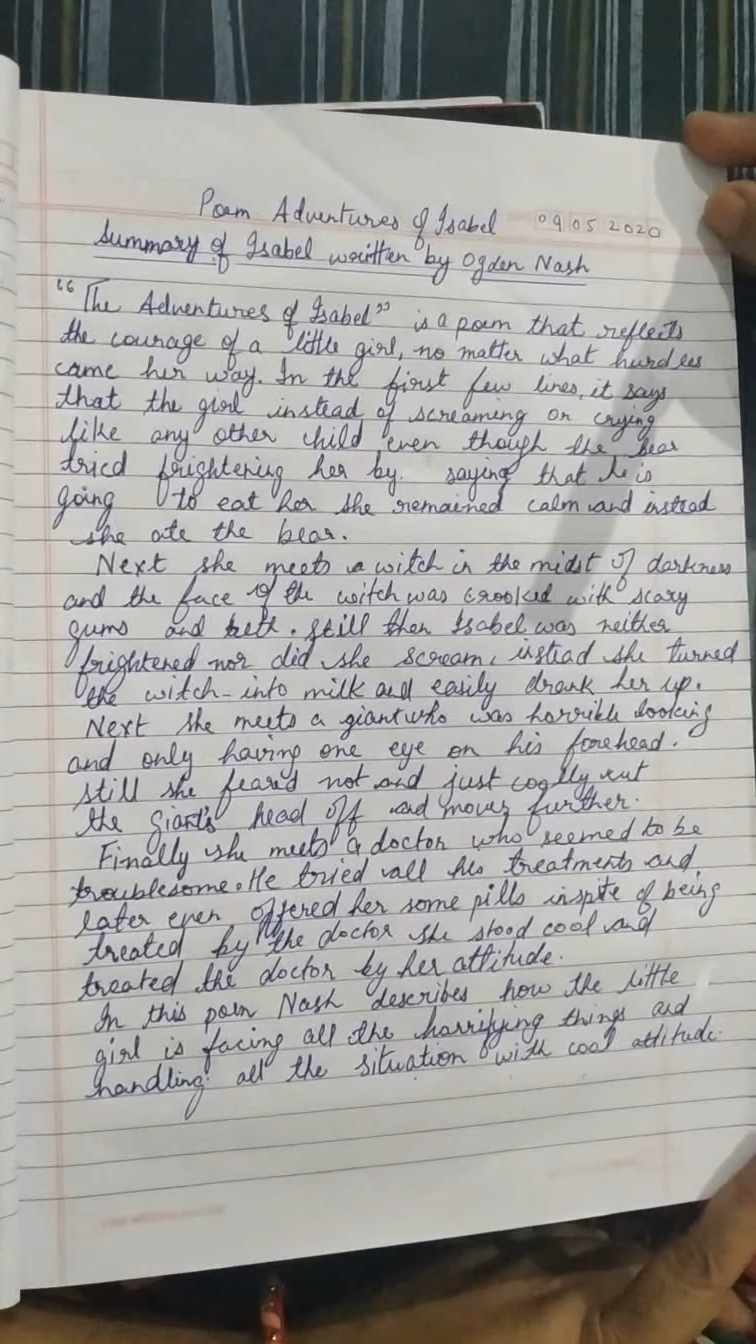 Poem Adventures of Isabel 09 05 2020
Summary of Isabel written by Ogden Nash
"The Adventures of Isabel" is a poem that reflects
the courage of a little girl, no matter what hurdles
came her way. In the first few lines, it says
that the girl instead of screaming or crying
like any other child even though the bear
tried frightening her by. saying that he is
going to eat her she remained calm and instead
she ate the bear.
Next she meets a witch in the midst of darkness
and the face of the witch was crooked with scary
gums and teeth. Still then Isabel was neither
frightened nor did she scream, instead she turned
the witch into milk and easily drank her up.
Next she meets a giant who was horrible looking
and only having one eye on his forehead.
Still she feared not and just coolly cut
the giant's head off and moves further.
Finally she meets a doctor who seemed to be
troublesome. He tried all his treatments and
later even offered her some pills inspite of being
treated by the doctor she stood cool and
treated the doctor by her attitude.
In this poem Nash describes how the little
girl is facing all the horrifying things and
handling all the situation with cool attitude.